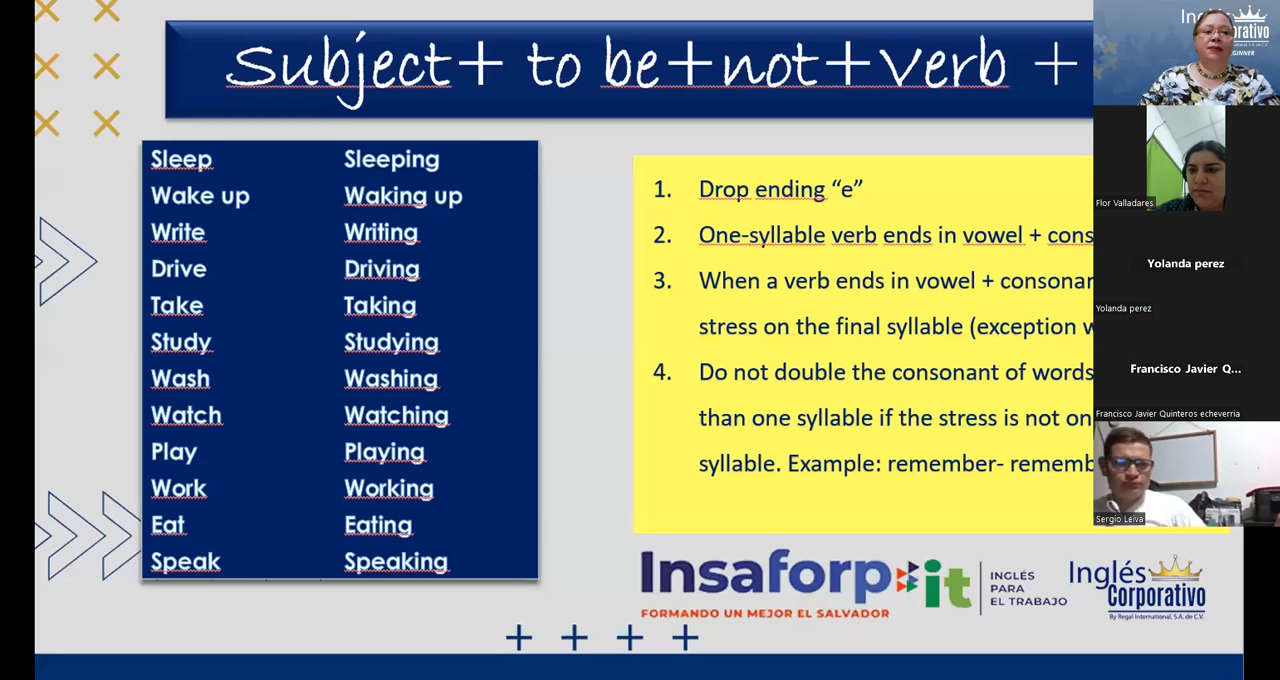 Subject+ to be+not+verb +
Sleep Sleeping
Wake up Waking up
Write Writing
Drive Driving
Take Taking
Study Studying
Wash Washing
Watch Watching
Play Playing
Work Working
Eat Eating
Speak Speaking
1. Drop ending “e”
2. One-syllable verb ends in vowel + cons
3. When a verb ends in vowel + consonan
stress on the final syllable (exception w
4. Do not double the consonant of words
than one syllable if the stress is not on
syllable. Example: remember- rememb
Insaforp it
FORMANDO UN MEJOR EL SALVADOR
INGLÉS
PARA
EL TRABAJO
Inglés
Corporativo
By Regal International, S.A. de C.V.
Flor Valladares
Yolanda perez
Yolanda perez
Francisco Javier Q...
Francisco Javier Quinteros echeverria
Sergio Leiva